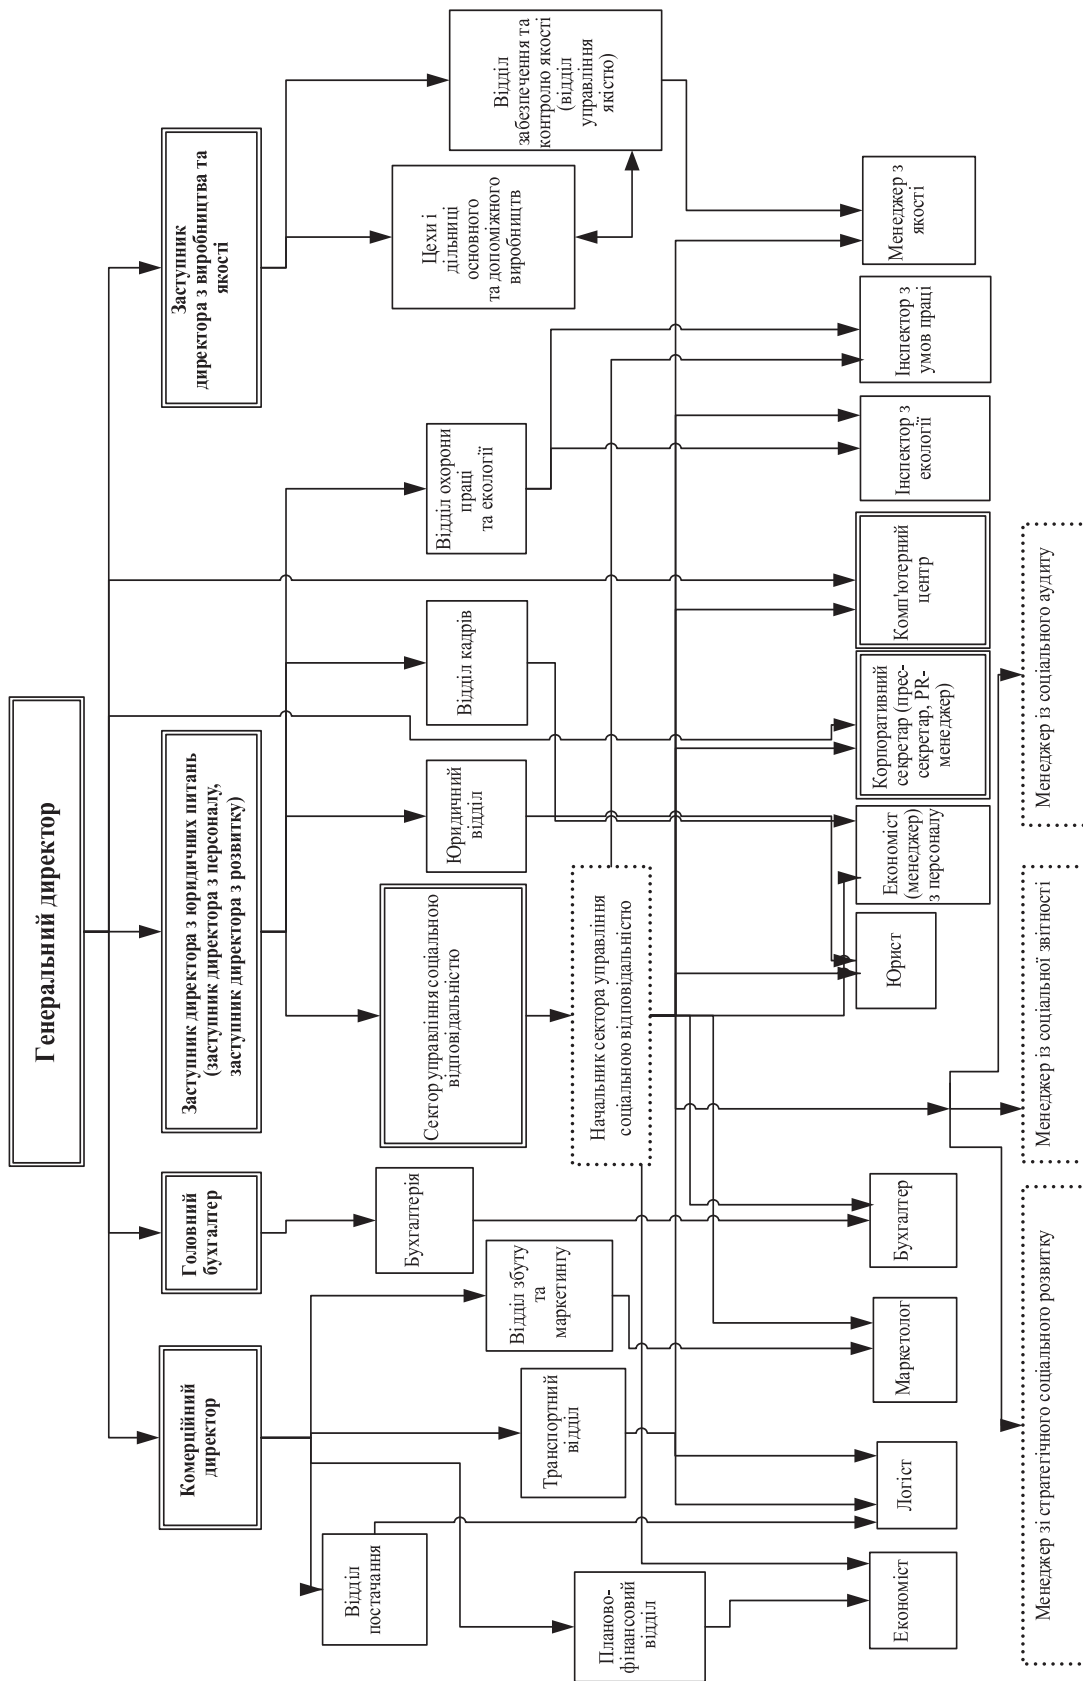 Генеральний директор
Комерційний
директор
Головний
бухгалтер
Заступник директора з юридичних питань
(заступник директора з персоналу,
заступник директора з розвитку)
Заступник
директора з виробництва та
якості
Відділ
постачання
Планово-
фінансовий
відділ
Транспортний
відділ
Відділ збуту
та
маркетингу
Бухгалтерія
Сектор управління соціальною
відповідальністю
Юридичний
відділ
Відділ кадрів
Відділ охорони
праці
та екології
Цехи і
дільниці
основного
та допоміжного
виробництв
Відділ
забезпечення та
контролю якості
(відділ
управління
якістю)
Начальник сектора управління
соціальною відповідальністю
Економіст
Логіст
Маркетолог
Бухгалтер
Юрист
Економіст
(менеджер)
з персоналу
Корпоративний
секретар (прес-
секретар, PR-
менеджер)
Комп'ютерний
центр
Інспектор з
екології
Інспектор з
умов праці
Менеджер з
якості
Менеджер зі стратегічного соціального розвитку
Менеджер із соціальної звітності
Менеджер із соціального аудиту